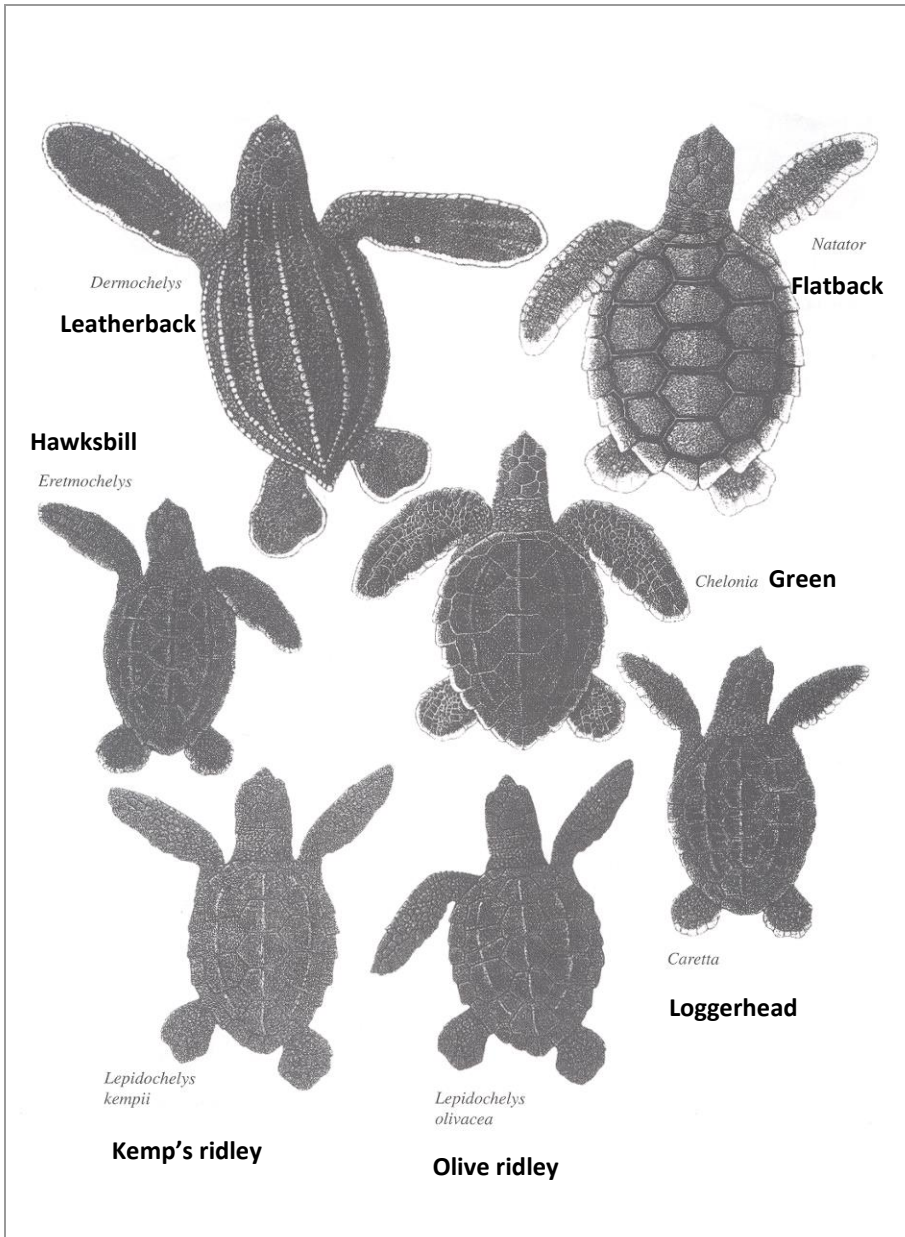 Dermochelys
Leatherback
Natator
Flatback
Hawksbill
Eretmochelys
Chelonia Green
Caretta
Loggerhead
Lepidochelys
kempii
Kemp’s ridley
Lepidochelys
olivacea
Olive ridley